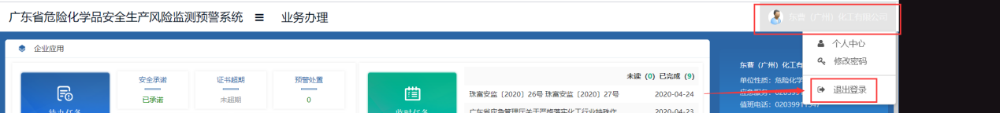 广东省危险化学品安全生产风险监测预警系统 ≡ 业务办理
东曹（广州）化工有限公司
个人中心
修改密码
退出登录
企业应用
安全承诺 证书超期 预警处置
已承诺 未超期 0
待办任务
临时任务
未读（0）已完成（9）
珠富安监〔2020〕26号 珠富安监〔2020〕27号 2020-04-24
广东省应急管理厅关于严格落实化工行业特殊作 2020-04-23
东曹（广州）化工有
单位性质：危险化学
应急服务：
值班电话：02039911547